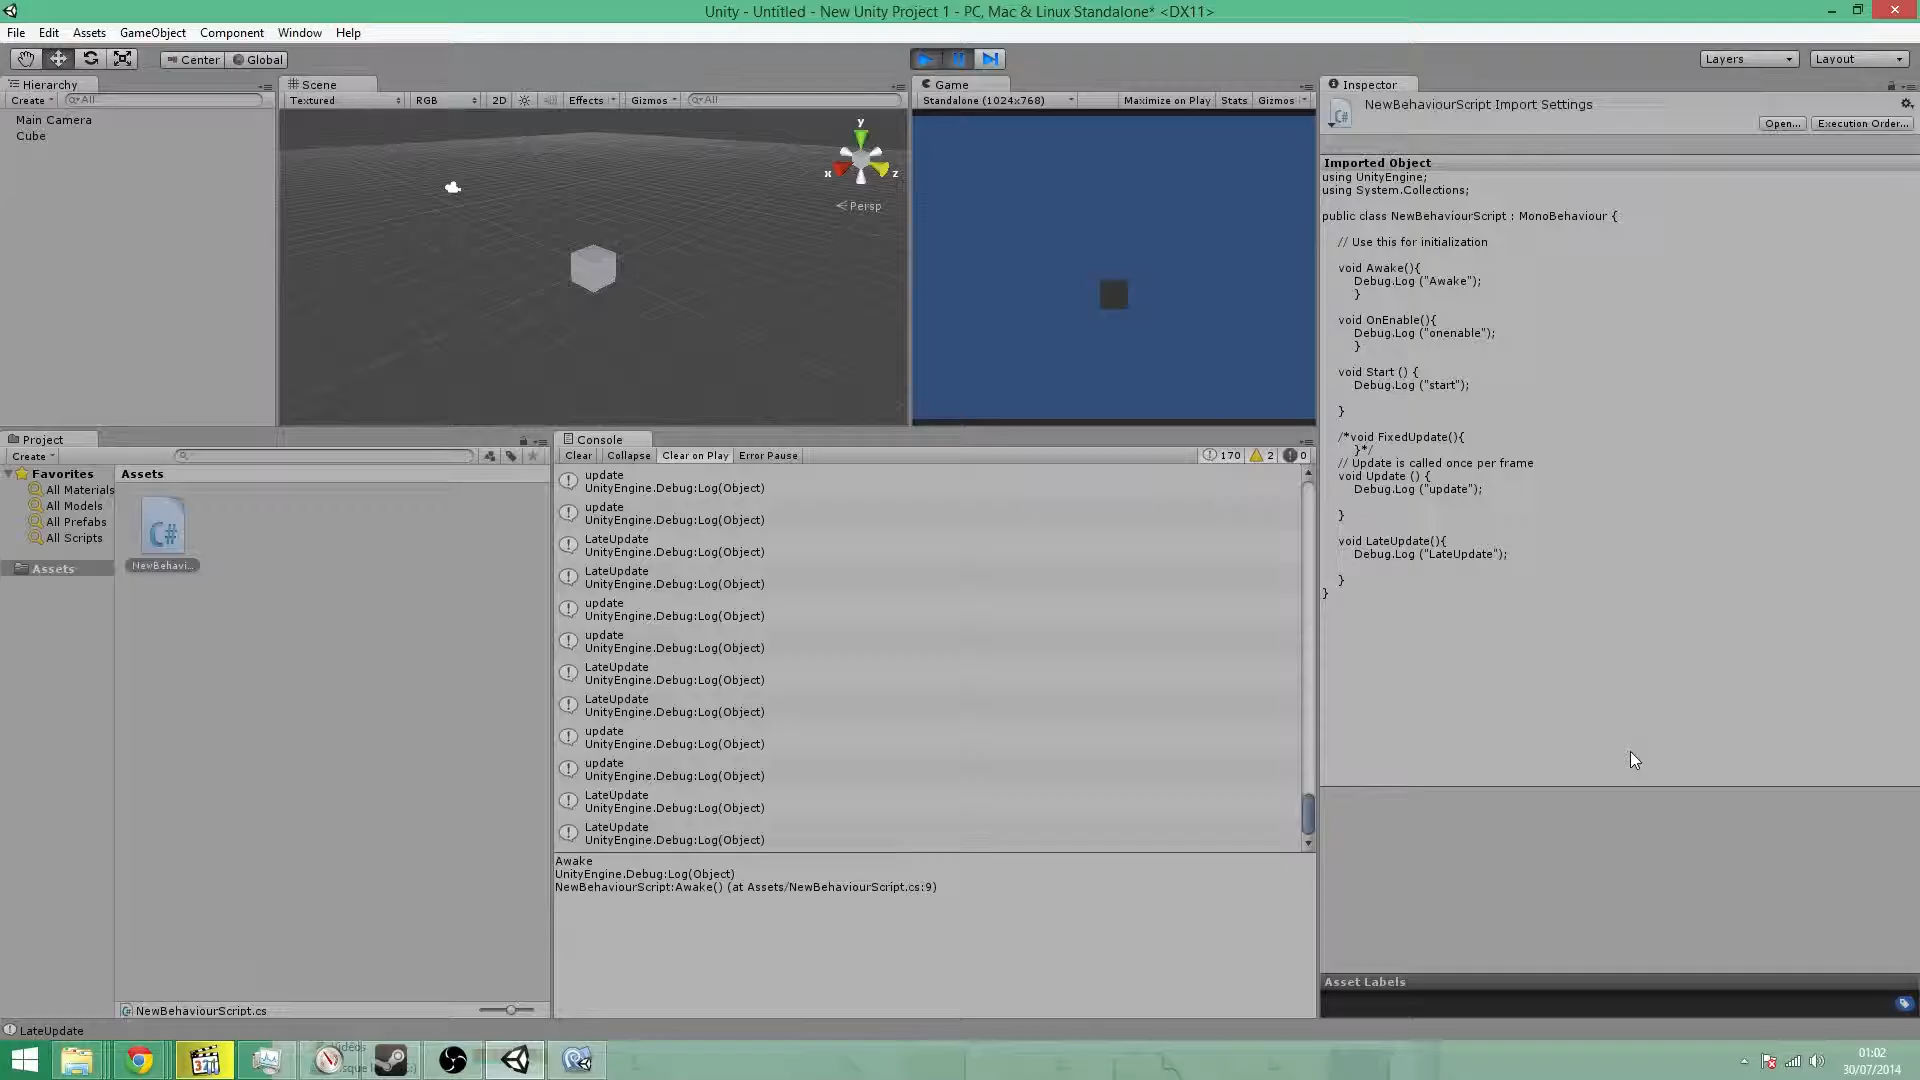 Unity - Untitled - New Unity Project 1 - PC, Mac & Linux Standalone* <DX11>
File Edit Assets GameObject Component Window Help
Center Global Layers Layout
Hierarchy
Create All
Main Camera
Cube
Scene
Textured RGB 2D Effects Gizmos All
y
x z
Persp
Game
Standalone (1024x768) Maximize on Play Stats Gizmos
Inspector
NewBehaviourScript Import Settings
C#
Open... Execution Order...
Imported Object
using UnityEngine;
using System.Collections;
public class NewBehaviourScript : MonoBehaviour {
// Use this for initialization
void Awake(){
Debug.Log ("Awake");
}
void OnEnable(){
Debug.Log ("onenable");
}
void Start () {
Debug.Log ("start");
}
/*void FixedUpdate(){
}*/
// Update is called once per frame
void Update () {
Debug.Log ("update");
}
void LateUpdate(){
Debug.Log ("LateUpdate");
}
}
Project
Create
Favorites
All Materials
All Models
All Prefabs
All Scripts
Assets
Assets
C#
NewBehavi...
NewBehaviourScript.cs
Console
Clear Collapse Clear on Play Error Pause 170 2 0
update
UnityEngine.Debug:Log(Object)
update
UnityEngine.Debug:Log(Object)
LateUpdate
UnityEngine.Debug:Log(Object)
LateUpdate
UnityEngine.Debug:Log(Object)
update
UnityEngine.Debug:Log(Object)
update
UnityEngine.Debug:Log(Object)
LateUpdate
UnityEngine.Debug:Log(Object)
LateUpdate
UnityEngine.Debug:Log(Object)
update
UnityEngine.Debug:Log(Object)
update
UnityEngine.Debug:Log(Object)
LateUpdate
UnityEngine.Debug:Log(Object)
LateUpdate
UnityEngine.Debug:Log(Object)
Awake
UnityEngine.Debug:Log(Object)
NewBehaviourScript:Awake() (at Assets/NewBehaviourScript.cs:9)
Asset Labels
LateUpdate
321
01:02
30/07/2014